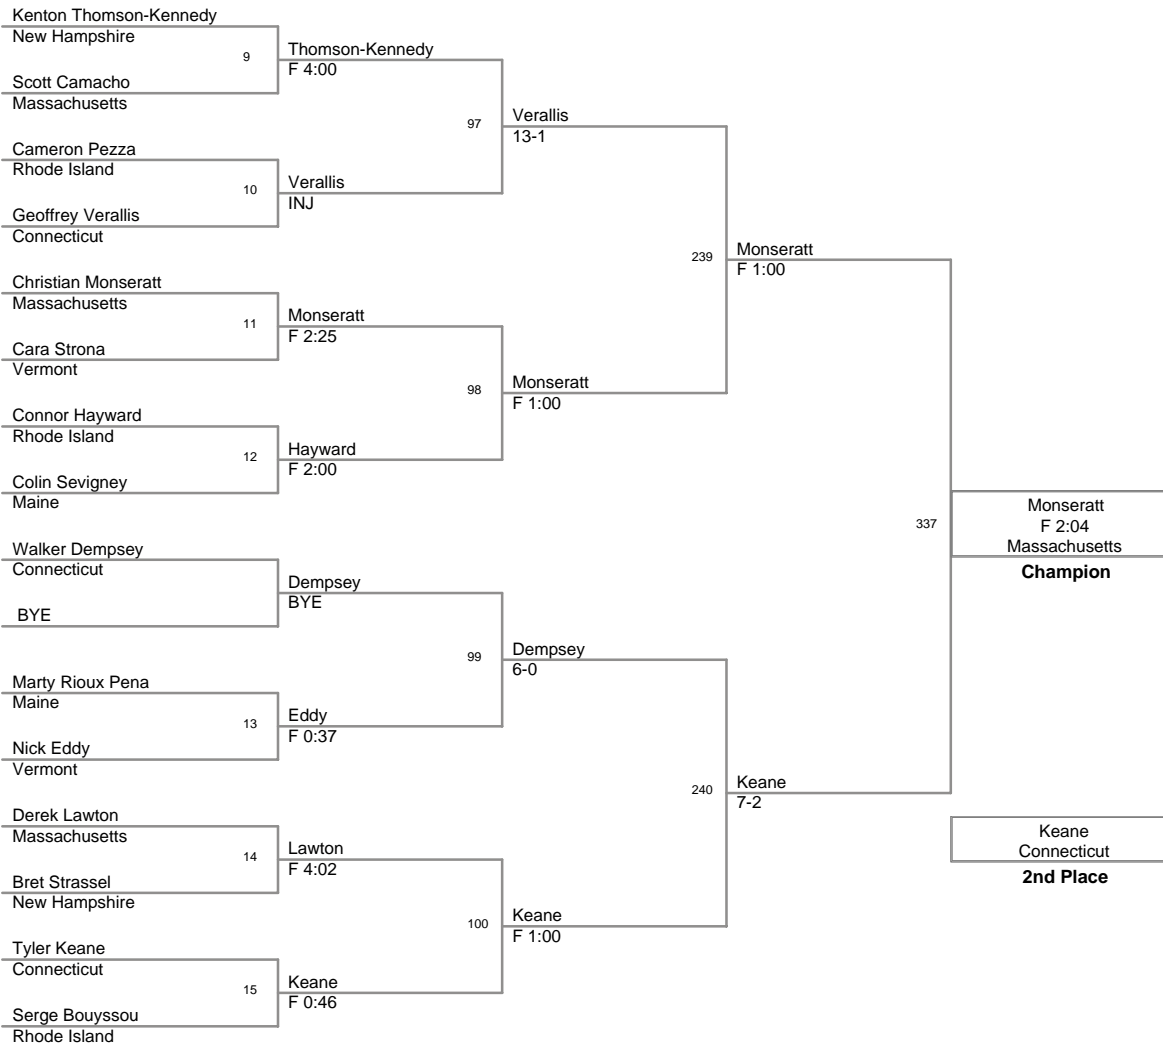 Kenton Thomson-Kennedy
New Hampshire
9
Scott Camacho
Massachusetts
Thomson-Kennedy
F 4:00
Cameron Pezza
Rhode Island
10
Geoffrey Verallis
Connecticut
Verallis
INJ
97
Verallis
13-1
Christian Monseratt
Massachusetts
11
Cara Strona
Vermont
Monseratt
F 2:25
Connor Hayward
Rhode Island
12
Colin Sevigney
Maine
Hayward
F 2:00
98
Monseratt
F 1:00
239
Monseratt
F 1:00
Walker Dempsey
Connecticut
BYE
Dempsey
BYE
Marty Rioux Pena
Maine
13
Nick Eddy
Vermont
Eddy
F 0:37
99
Dempsey
6-0
Derek Lawton
Massachusetts
14
Bret Strassel
New Hampshire
Lawton
F 4:02
Tyler Keane
Connecticut
15
Serge Bouyssou
Rhode Island
Keane
F 0:46
100
Keane
F 1:00
240
Keane
7-2
337
Monseratt
F 2:04
Massachusetts
Champion
Keane
Connecticut
2nd Place